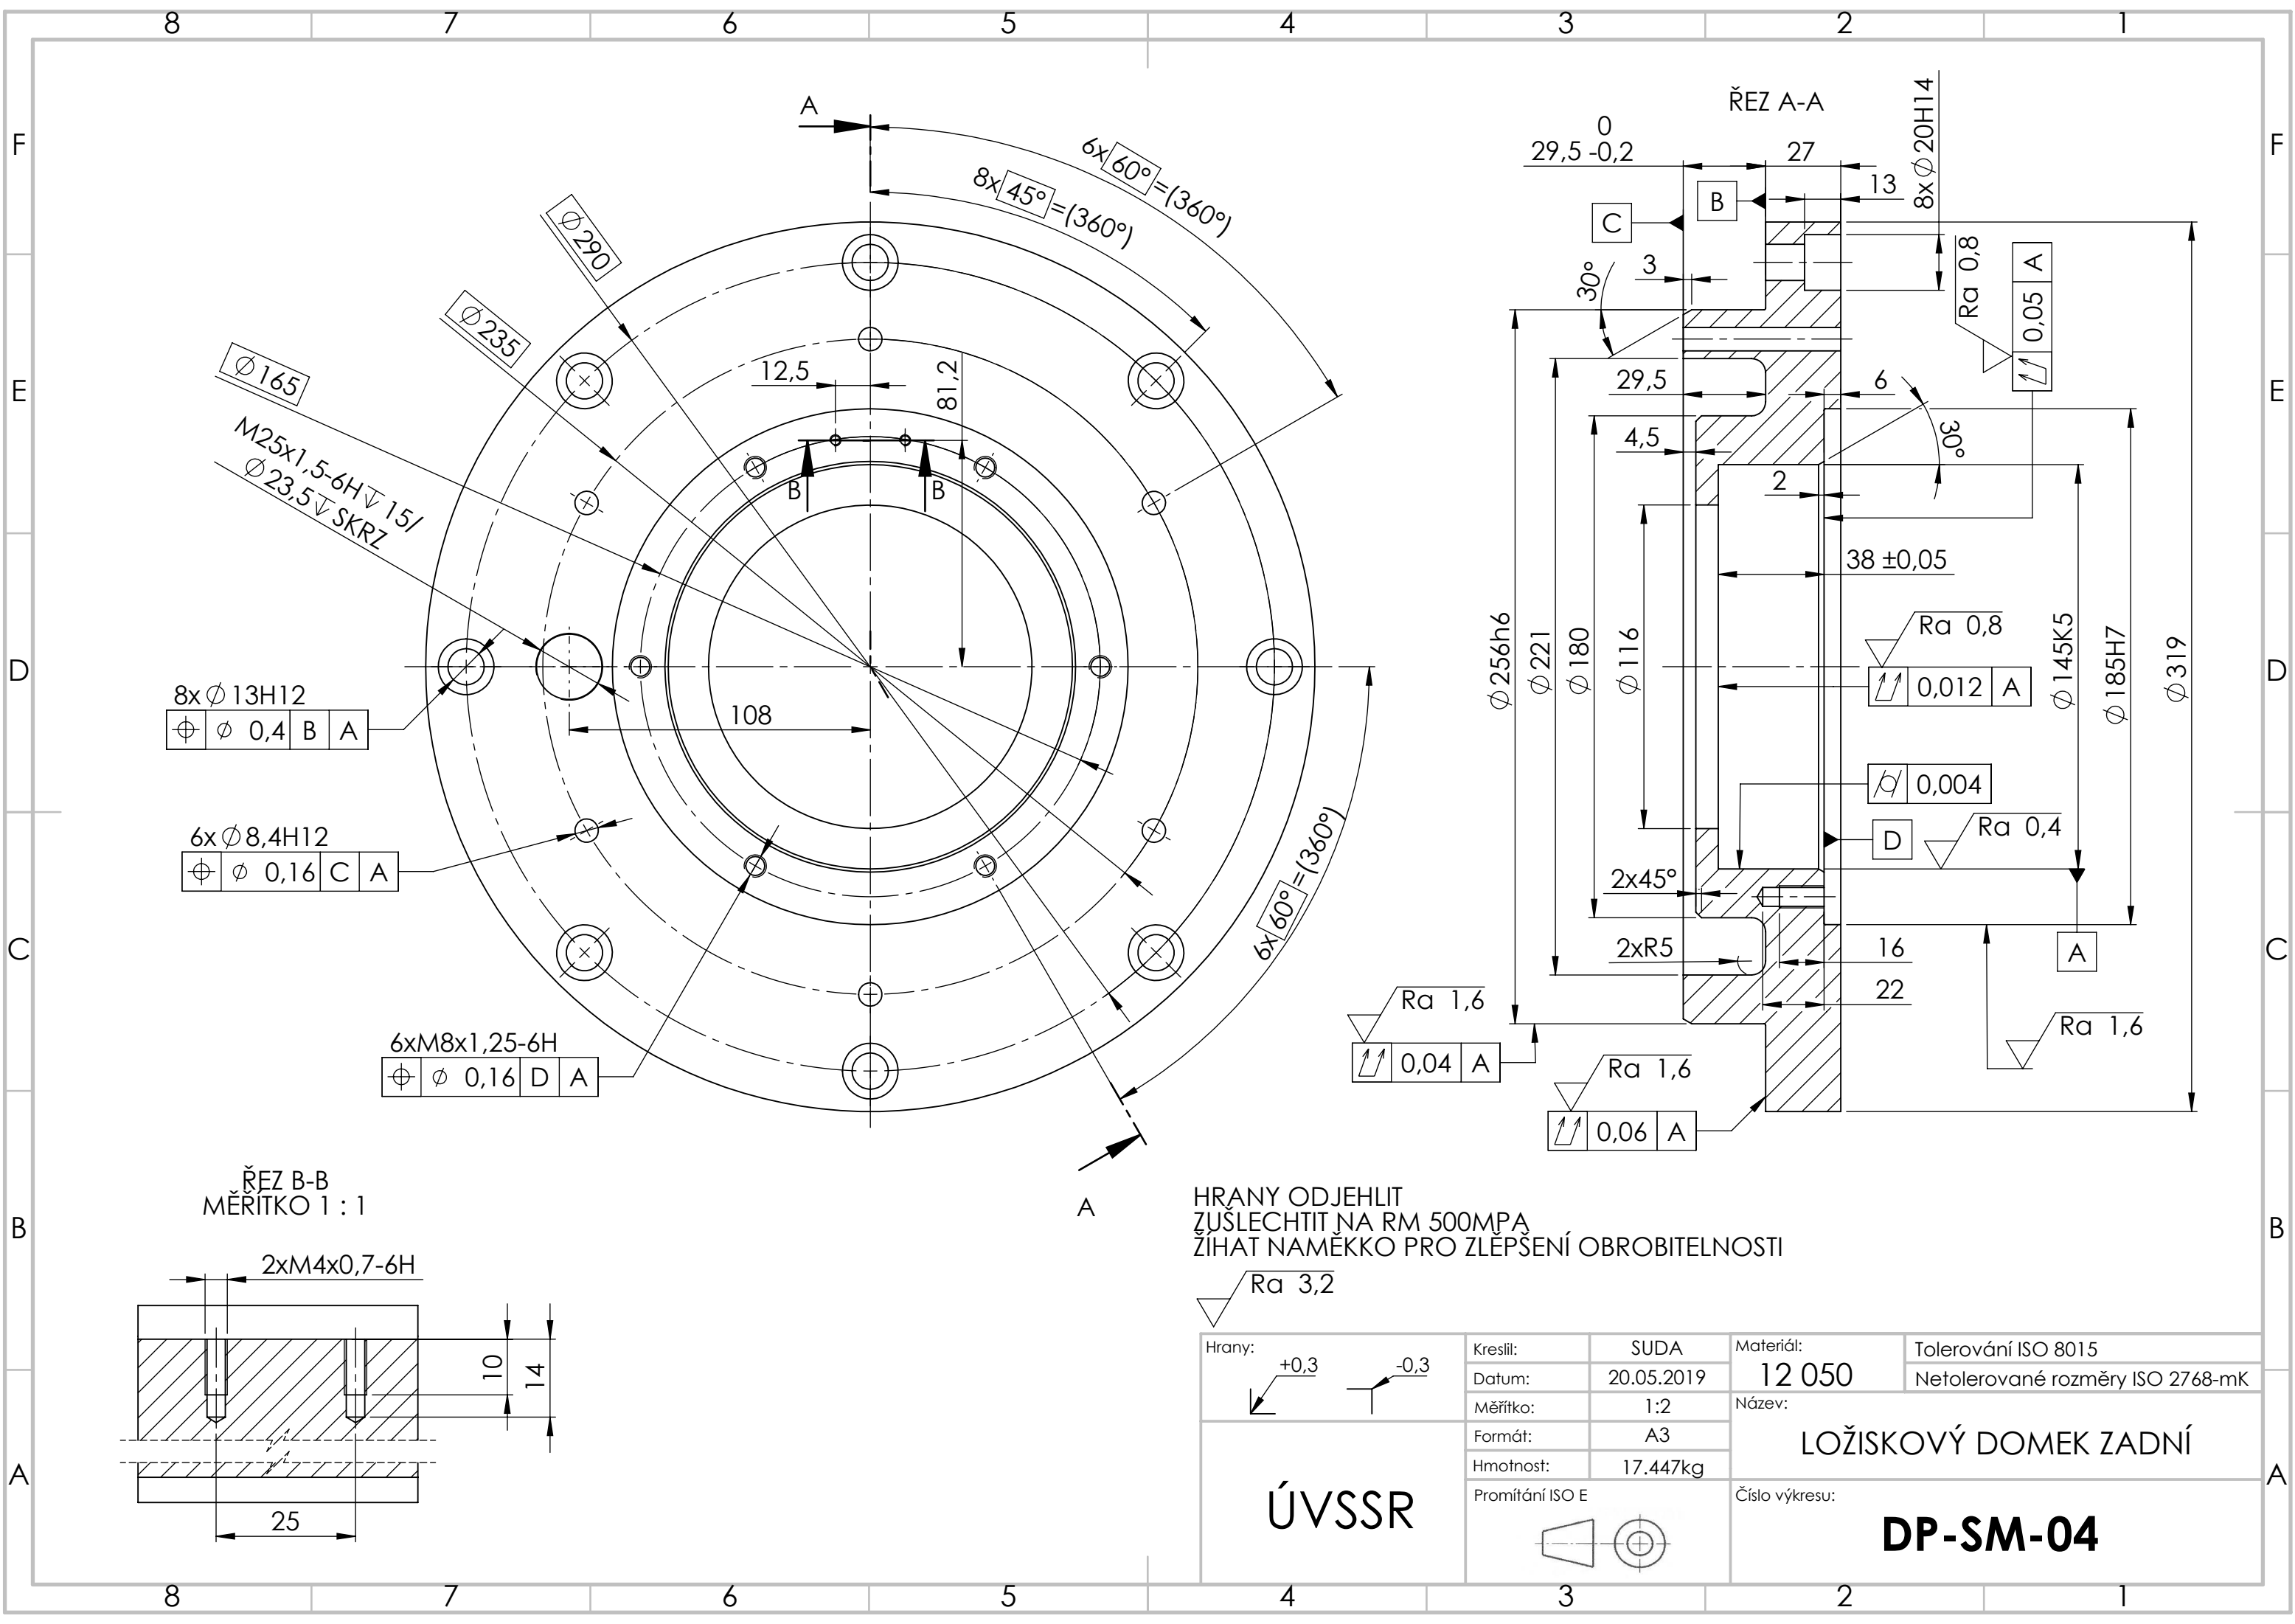 8 7 6 5 4 3 2 1
F
E
D
C
B
A
F
E
D
C
B
A
8 7 6 5 4 3 2 1
A
6x 60° =(360°)
8x 45° =(360°)
∅290
∅235
∅165
M25x1,5-6H↧15/
∅23,5↧SKRZ
12,5
81,2
B
B
108
8x∅13H12
⌖ ∅ 0,4 B A
6x∅8,4H12
⌖ ∅ 0,16 C A
6xM8x1,25-6H
⌖ ∅ 0,16 D A
6x 60° =(360°)
A
ŘEZ A-A
0
29,5 -0,2
27
13
8x∅20H14
C
B
3
30°
Ra 0,8
⌰ 0,05 A
29,5
6
30°
4,5
2
38 ±0,05
Ra 0,8
⌰ 0,012 A
∅256h6
∅221
∅180
∅116
∅145K5
∅185H7
∅319
⌭ 0,004
Ra 0,4
D
A
2x45°
2xR5
16
22
Ra 1,6
⌰ 0,04 A
Ra 1,6
⌰ 0,06 A
Ra 1,6
ŘEZ B-B
MĚŘÍTKO 1 : 1
2xM4x0,7-6H
10
14
25
HRANY ODJEHLIT
ZUŠLECHTIT NA RM 500MPA
ŽÍHAT NAMĚKKO PRO ZLEPŠENÍ OBROBITELNOSTI
Ra 3,2
Hrany:
+0,3 -0,3
ÚVSSR
Kreslil: SUDA
Datum: 20.05.2019
Měřítko: 1:2
Formát: A3
Hmotnost: 17.447kg
Promítání ISO E
Materiál:
12 050
Tolerování ISO 8015
Netolerované rozměry ISO 2768-mK
Název:
LOŽISKOVÝ DOMEK ZADNÍ
Číslo výkresu:
DP-SM-04